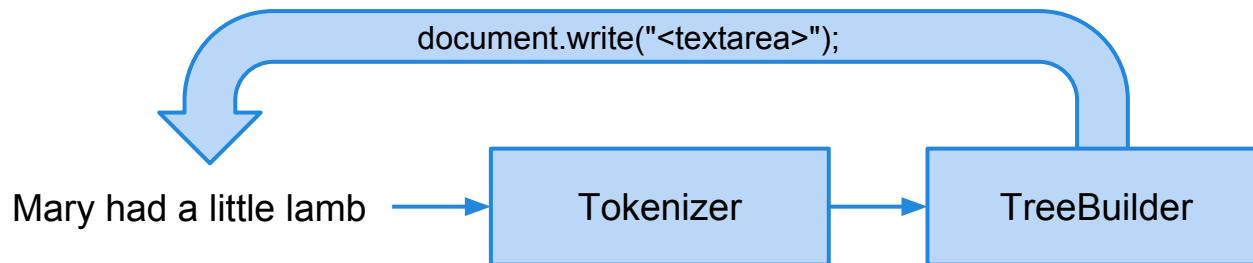 document.write("<textarea>");
Mary had a little lamb
Tokenizer
TreeBuilder